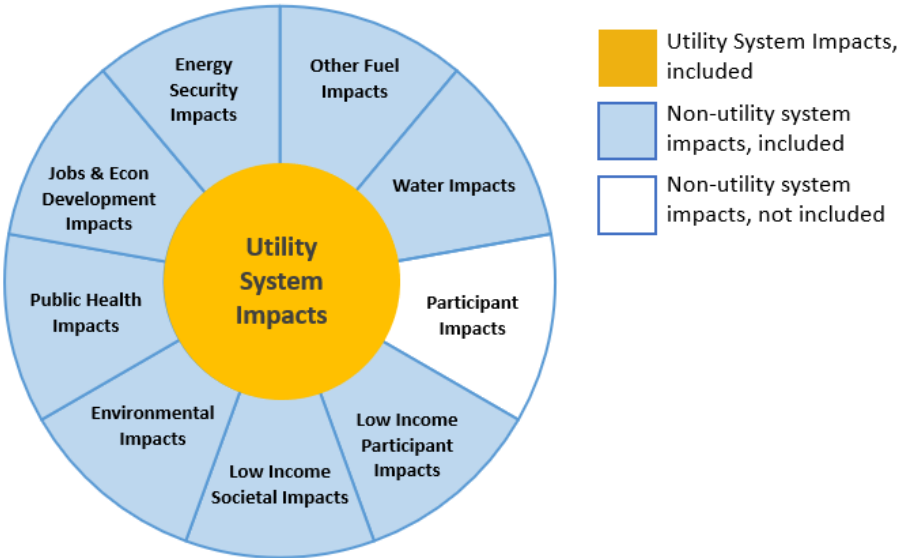 Energy
Security
Impacts
Other Fuel
Impacts
Water Impacts
Participant
Impacts
Low Income
Participant
Impacts
Low Income
Societal Impacts
Environmental
Impacts
Public Health
Impacts
Jobs & Econ
Development
Impacts
Utility
System
Impacts
Utility System Impacts,
included
Non-utility system
impacts, included
Non-utility system
impacts, not included